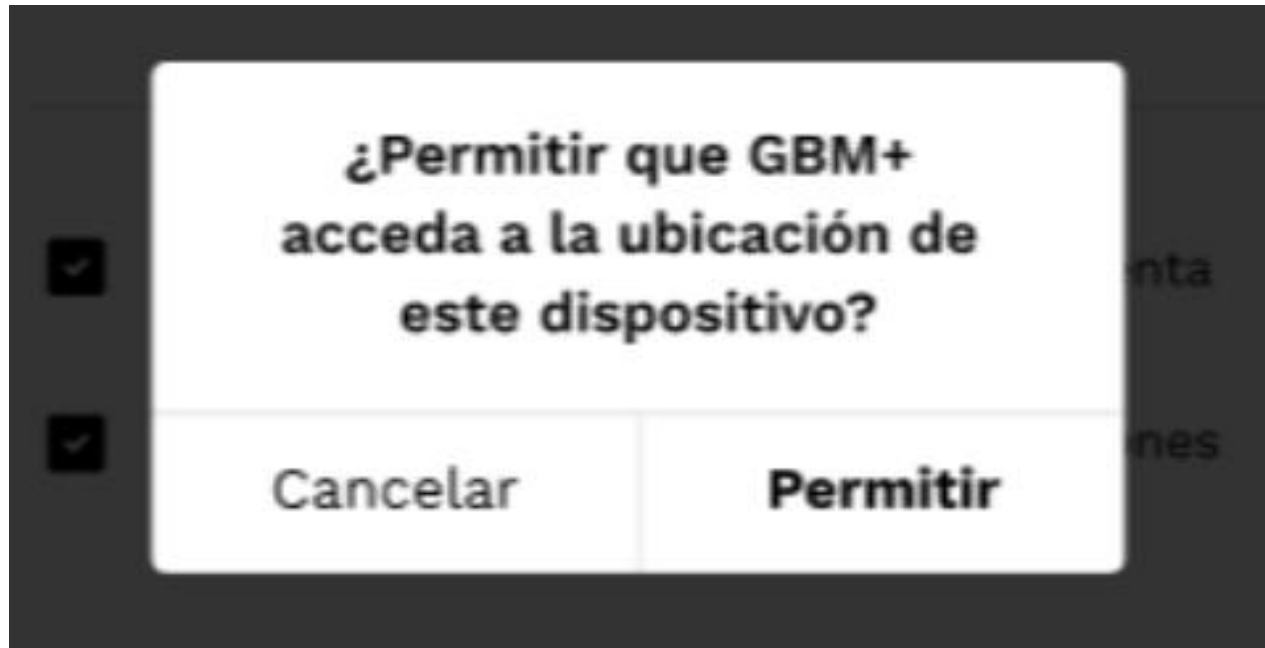 ¿Permitir que GBM+
acceda a la ubicación de
este dispositivo?
Cancelar
Permitir